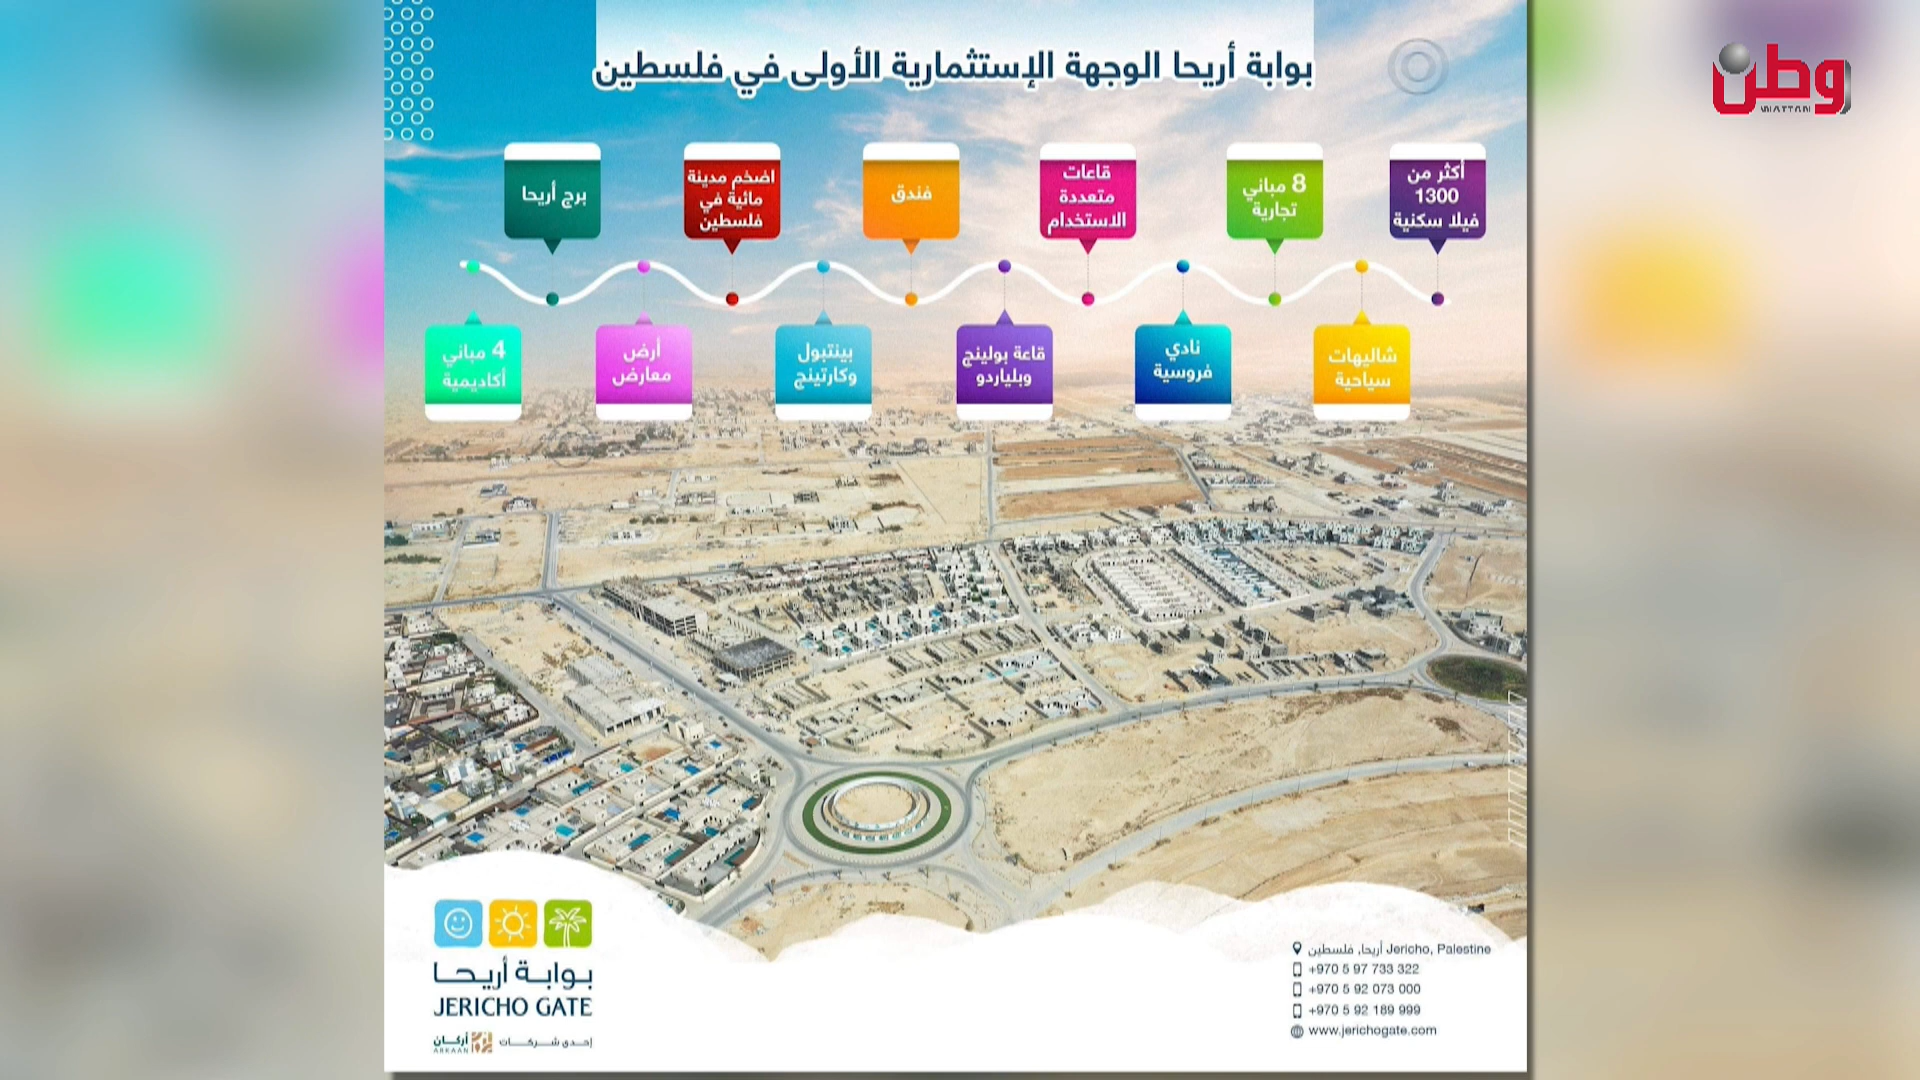 بوابة أريحا الوجهة الإستثمارية الأولى في فلسطين
وطن
WATTAN
أكثر من
1300
فيلا سكنية
8 مباني
تجارية
قاعات
متعددة
الاستخدام
فندق
اضخم مدينة
مائية في
فلسطين
برج أريحا
شاليهات
سياحية
نادي
فروسية
قاعة بولينج
وبلياردو
بينتبول
وكارتينج
أرض
معارض
4 مباني
أكاديمية
بوابة أريحا
JERICHO GATE
إحدى شركات أركان
ARKAAN
أريحا, فلسطين Jericho, Palestine
+970 5 97 733 322
+970 5 92 073 000
+970 5 92 189 999
www.jerichogate.com